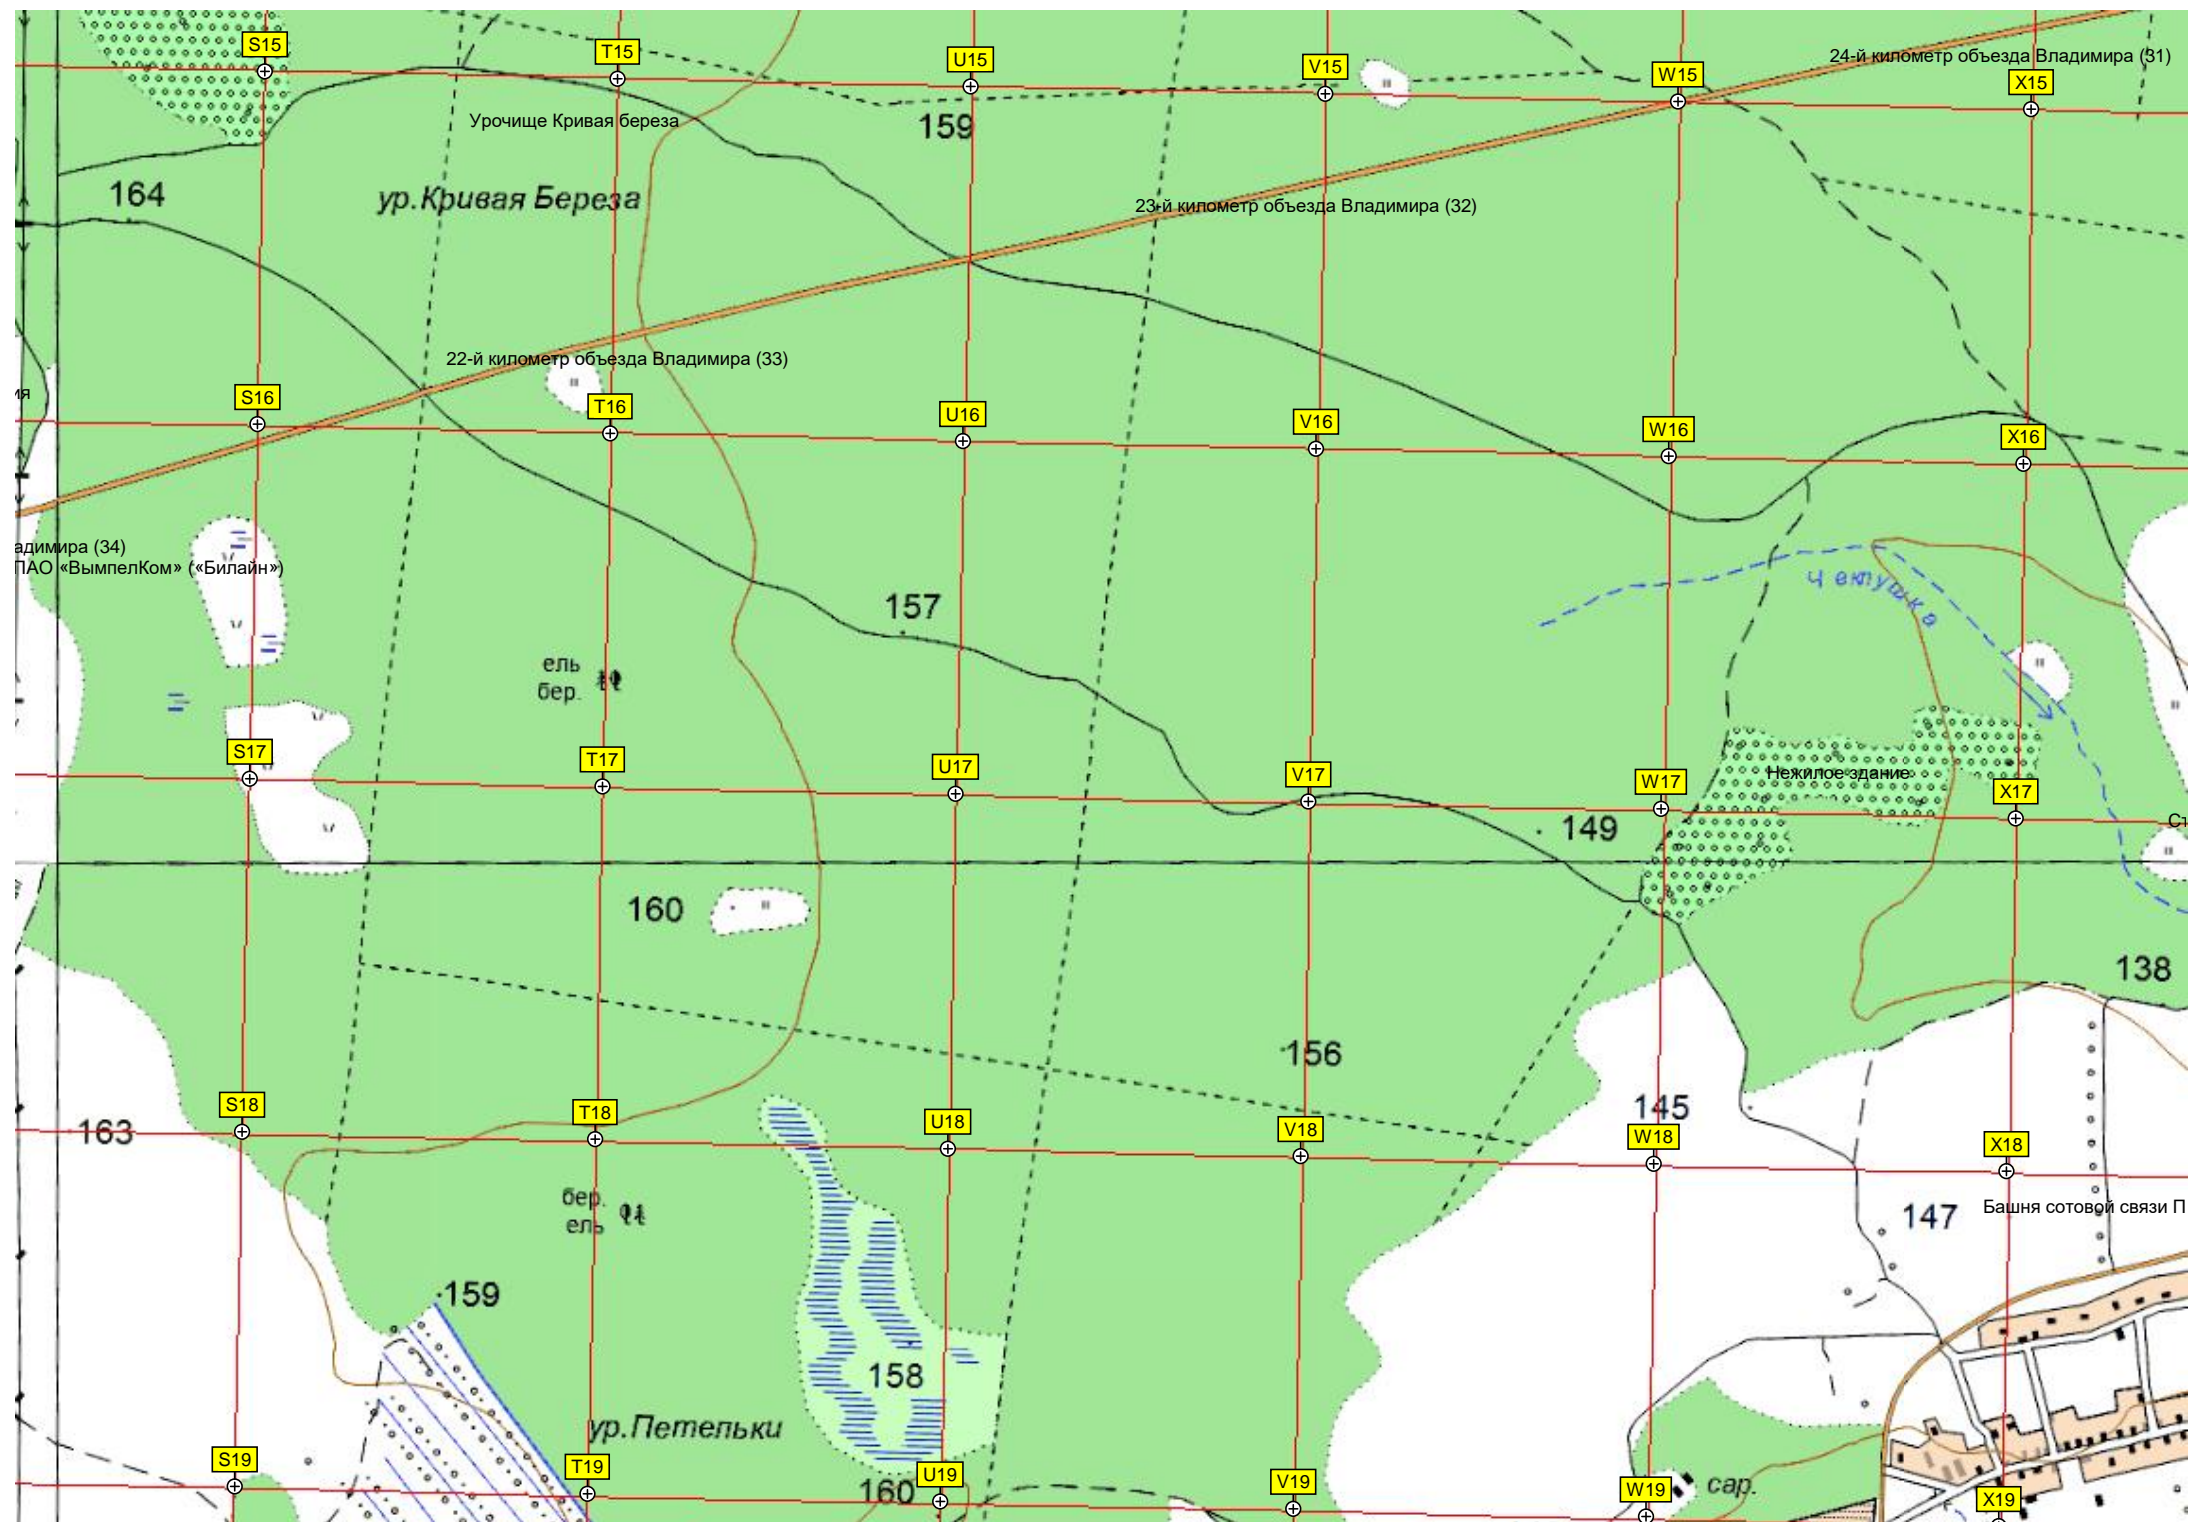 S15
T15
U15
V15
W15
X15
24-й километр объезда Владимира (31)
Урочище Кривая береза
159
164
ур.Кривая Береза
23-й километр объезда Владимира (32)
22-й километр объезда Владимира (33)
ия
S16
T16
U16
V16
W16
X16
адимира (34)
ПАО «ВымпелКом» («Билайн»)
157
Чекпушка
ель
бер.
S17
T17
U17
V17
W17
X17
Нежилое здание
149
Ст
160
138
156
145
163
S18
T18
U18
V18
W18
X18
бер.
ель
147
Башня сотовой связи П
159
158
ур.Петельки
S19
T19
U19
V19
W19
X19
160
сар.